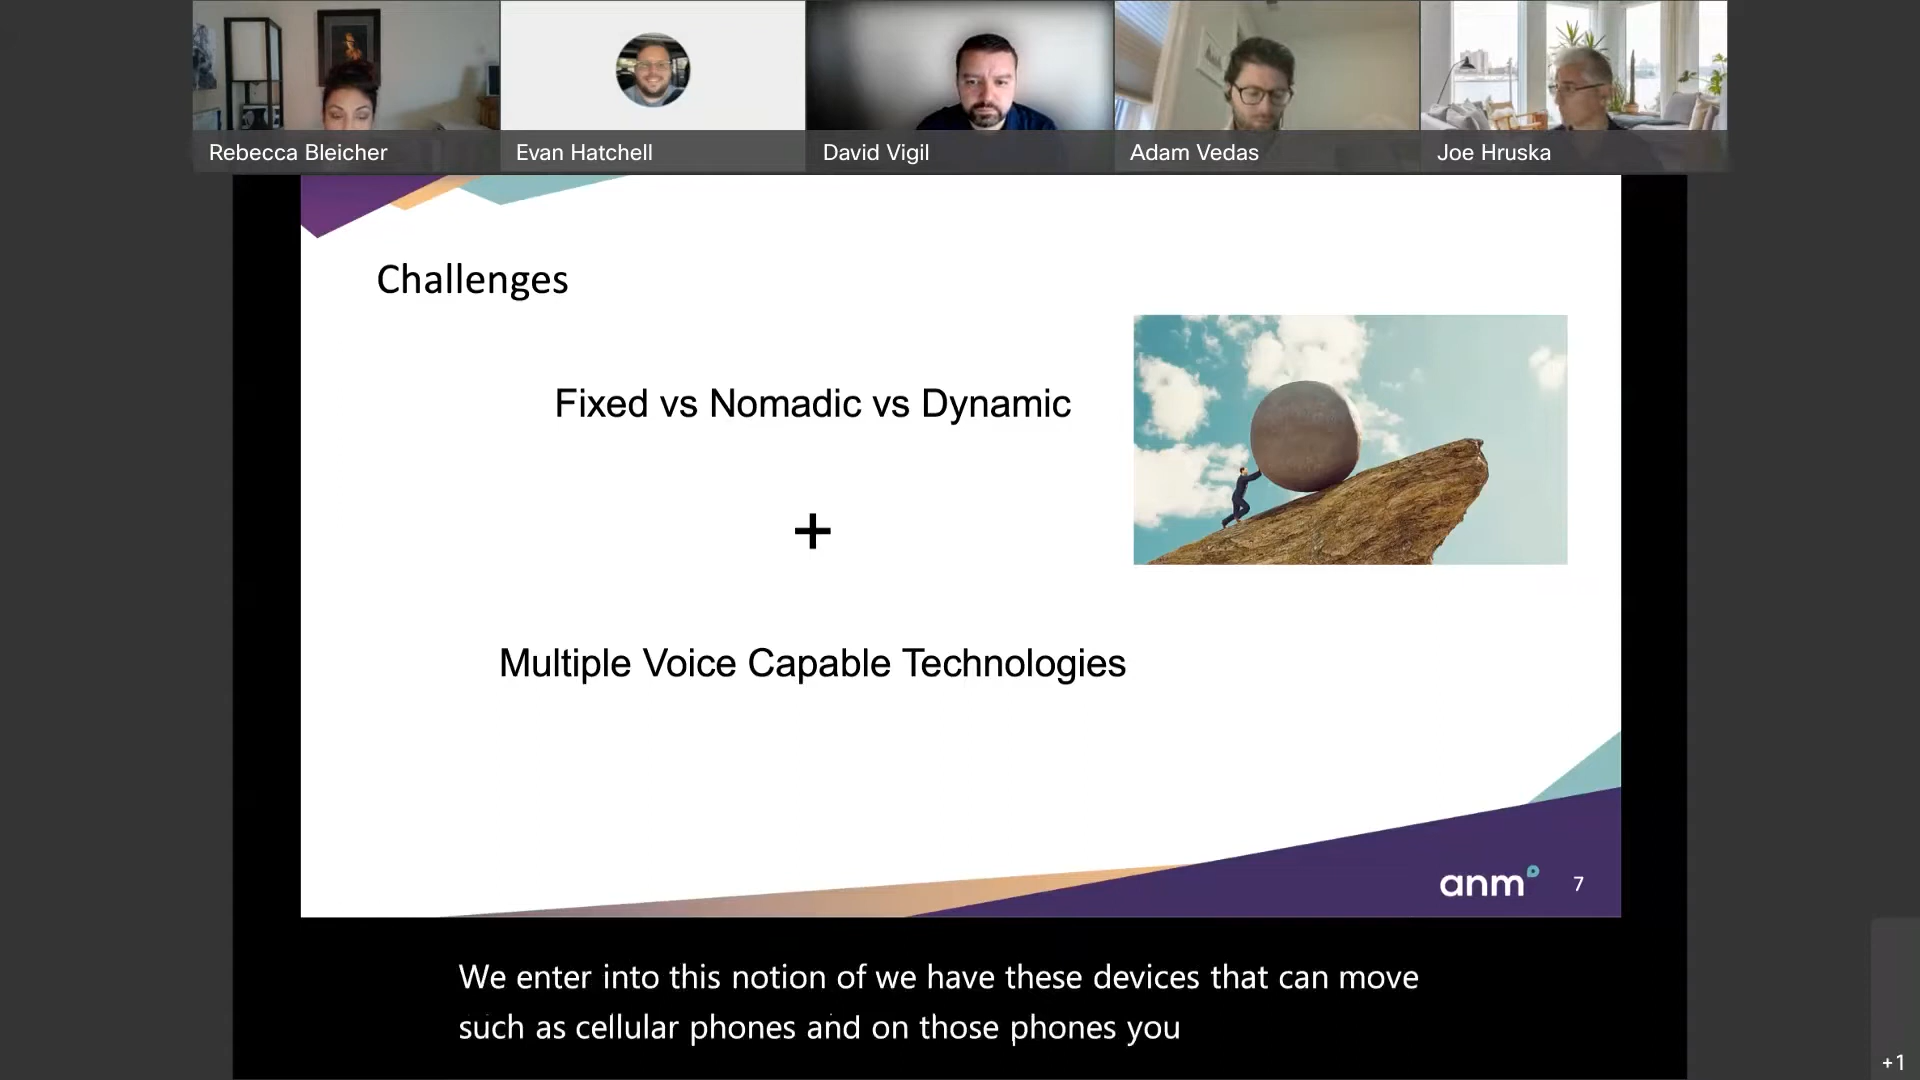 Rebecca Bleicher
Evan Hatchell
David Vigil
Adam Vedas
Joe Hruska
Challenges
Fixed vs Nomadic vs Dynamic
+
Multiple Voice Capable Technologies
anm
7
We enter into this notion of we have these devices that can move
such as cellular phones and on those phones you
+1